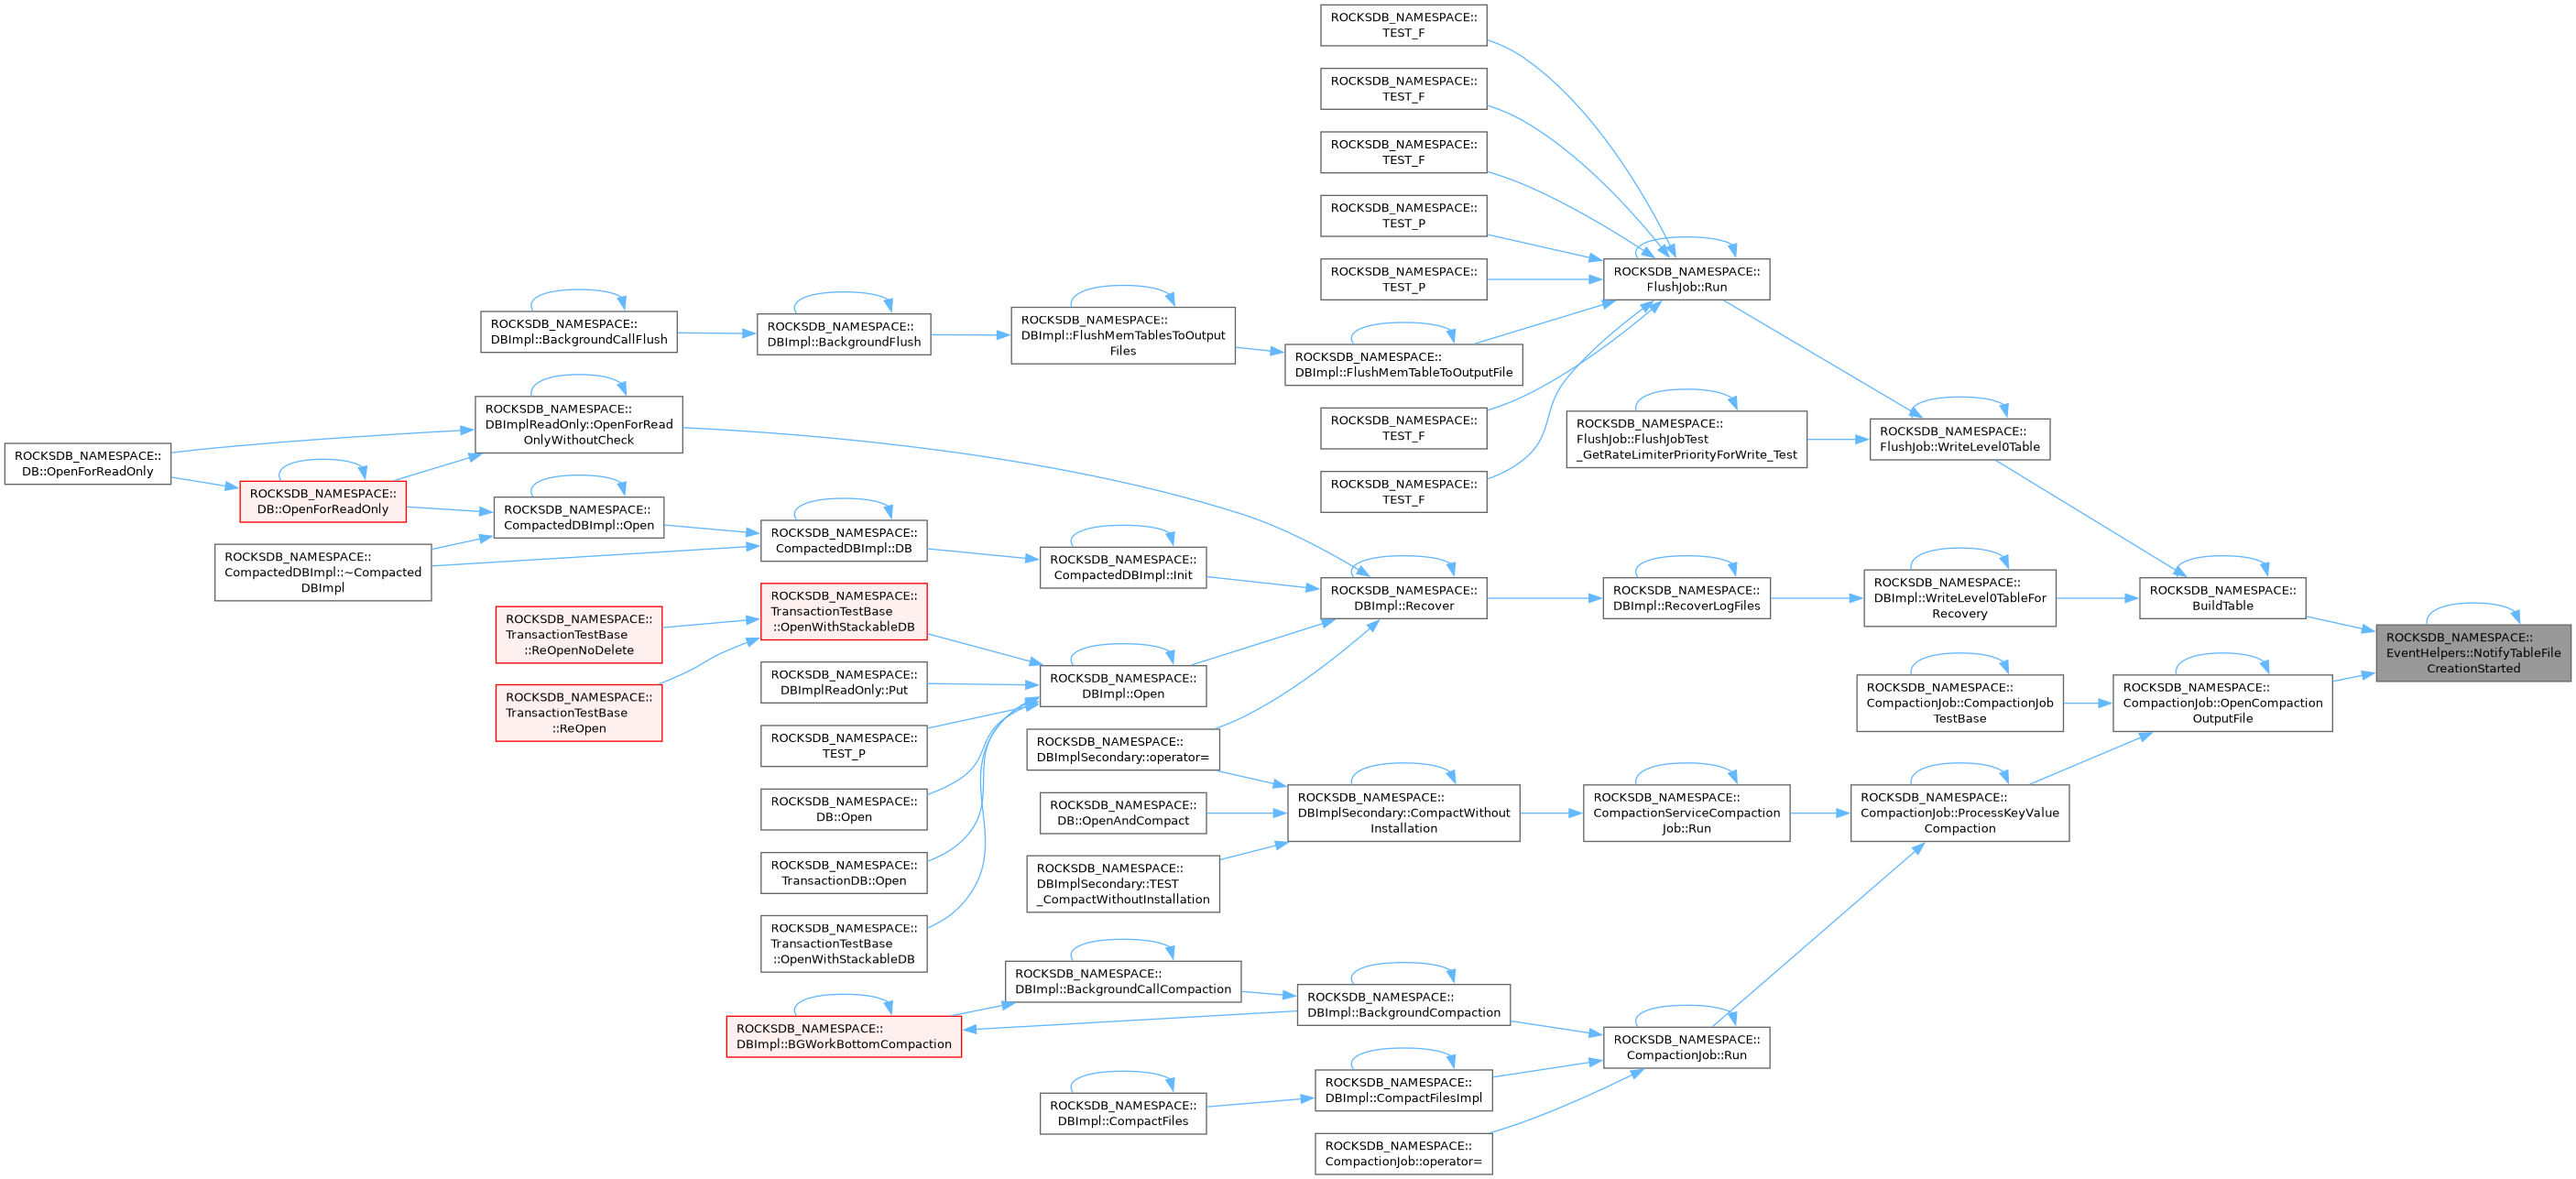 ROCKSDB_NAMESPACE::
TEST_F
ROCKSDB_NAMESPACE::
TEST_F
ROCKSDB_NAMESPACE::
TEST_F
ROCKSDB_NAMESPACE::
TEST_P
ROCKSDB_NAMESPACE::
TEST_P
ROCKSDB_NAMESPACE::
FlushJob::Run
ROCKSDB_NAMESPACE::
DBImpl::BackgroundCallFlush
ROCKSDB_NAMESPACE::
DBImpl::BackgroundFlush
ROCKSDB_NAMESPACE::
DBImpl::FlushMemTablesToOutput
Files
ROCKSDB_NAMESPACE::
DBImpl::FlushMemTableToOutputFile
ROCKSDB_NAMESPACE::
TEST_F
ROCKSDB_NAMESPACE::
TEST_F
ROCKSDB_NAMESPACE::
FlushJob::FlushJobTest
_GetRateLimiterPriorityForWrite_Test
ROCKSDB_NAMESPACE::
FlushJob::WriteLevel0Table
ROCKSDB_NAMESPACE::
DBImplReadOnly::OpenForRead
OnlyWithoutCheck
ROCKSDB_NAMESPACE::
DB::OpenForReadOnly
ROCKSDB_NAMESPACE::
DB::OpenForReadOnly
ROCKSDB_NAMESPACE::
CompactedDBImpl::Open
ROCKSDB_NAMESPACE::
CompactedDBImpl::~Compacted
DBImpl
ROCKSDB_NAMESPACE::
CompactedDBImpl::DB
ROCKSDB_NAMESPACE::
CompactedDBImpl::Init
ROCKSDB_NAMESPACE::
DBImpl::Recover
ROCKSDB_NAMESPACE::
DBImpl::RecoverLogFiles
ROCKSDB_NAMESPACE::
DBImpl::WriteLevel0TableFor
Recovery
ROCKSDB_NAMESPACE::
BuildTable
ROCKSDB_NAMESPACE::
EventHelpers::NotifyTableFile
CreationStarted
ROCKSDB_NAMESPACE::
TransactionTestBase
::OpenWithStackableDB
ROCKSDB_NAMESPACE::
TransactionTestBase
::ReOpenNoDelete
ROCKSDB_NAMESPACE::
TransactionTestBase
::ReOpen
ROCKSDB_NAMESPACE::
DBImplReadOnly::Put
ROCKSDB_NAMESPACE::
DBImpl::Open
ROCKSDB_NAMESPACE::
TEST_P
ROCKSDB_NAMESPACE::
DBImplSecondary::operator=
ROCKSDB_NAMESPACE::
CompactionJob::CompactionJob
TestBase
ROCKSDB_NAMESPACE::
CompactionJob::OpenCompaction
OutputFile
ROCKSDB_NAMESPACE::
DB::Open
ROCKSDB_NAMESPACE::
DB::OpenAndCompact
ROCKSDB_NAMESPACE::
DBImplSecondary::CompactWithout
Installation
ROCKSDB_NAMESPACE::
CompactionServiceCompaction
Job::Run
ROCKSDB_NAMESPACE::
CompactionJob::ProcessKeyValue
Compaction
ROCKSDB_NAMESPACE::
TransactionDB::Open
ROCKSDB_NAMESPACE::
DBImplSecondary::TEST
_CompactWithoutInstallation
ROCKSDB_NAMESPACE::
TransactionTestBase
::OpenWithStackableDB
ROCKSDB_NAMESPACE::
DBImpl::BackgroundCallCompaction
ROCKSDB_NAMESPACE::
DBImpl::BGWorkBottomCompaction
ROCKSDB_NAMESPACE::
DBImpl::BackgroundCompaction
ROCKSDB_NAMESPACE::
CompactionJob::Run
ROCKSDB_NAMESPACE::
DBImpl::CompactFiles
ROCKSDB_NAMESPACE::
DBImpl::CompactFilesImpl
ROCKSDB_NAMESPACE::
CompactionJob::operator=